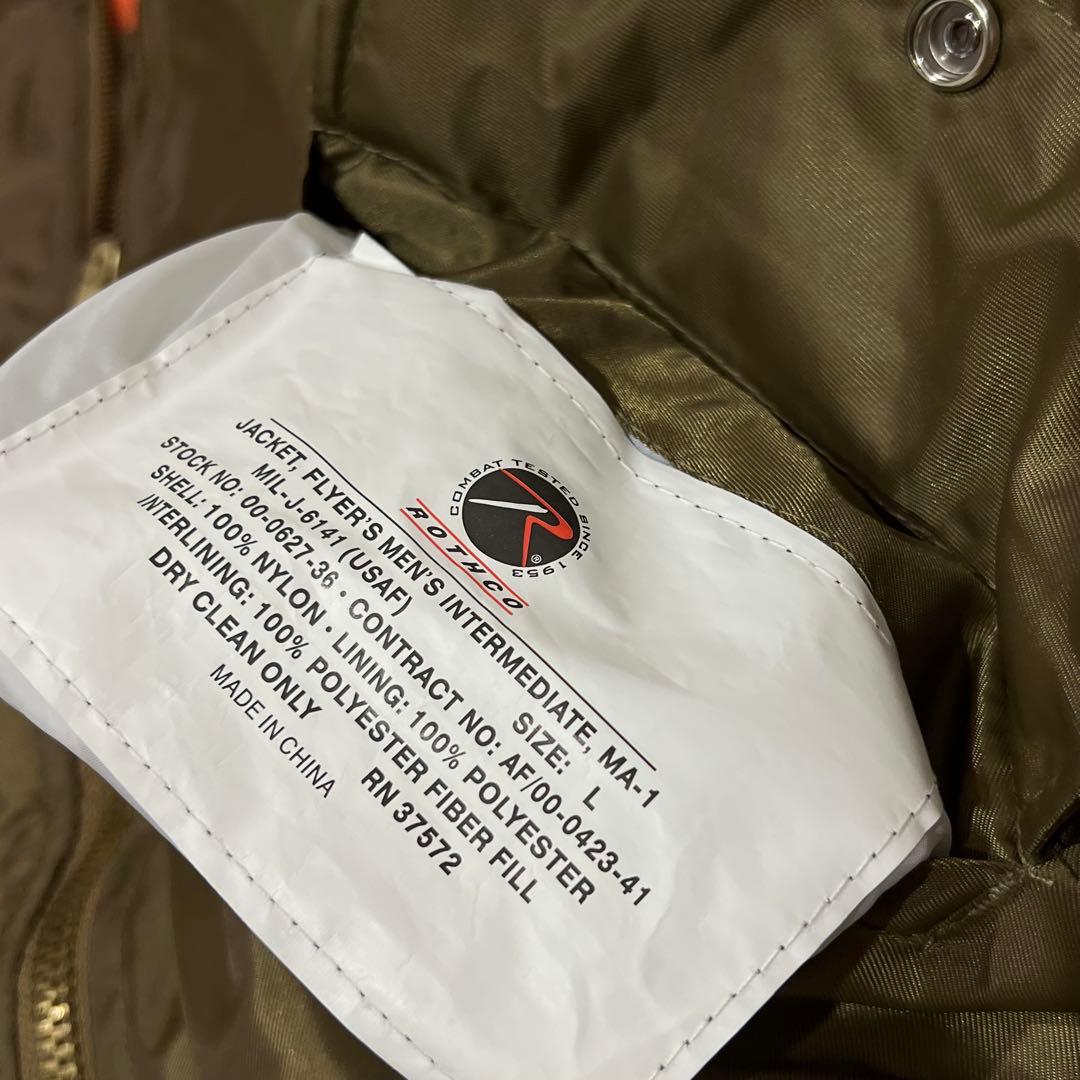 COMBAT TESTED SINCE 1953
R
®
ROTHCO
JACKET, FLYER'S MEN'S INTERMEDIATE, MA-1
MIL-J-6141 (USAF) SIZE: L
STOCK NO: 00-0627-36 · CONTRACT NO: AF/00-0423-41
SHELL: 100% NYLON · LINING: 100% POLYESTER
INTERLINING: 100% POLYESTER FIBER FILL
DRY CLEAN ONLY RN 37572
MADE IN CHINA